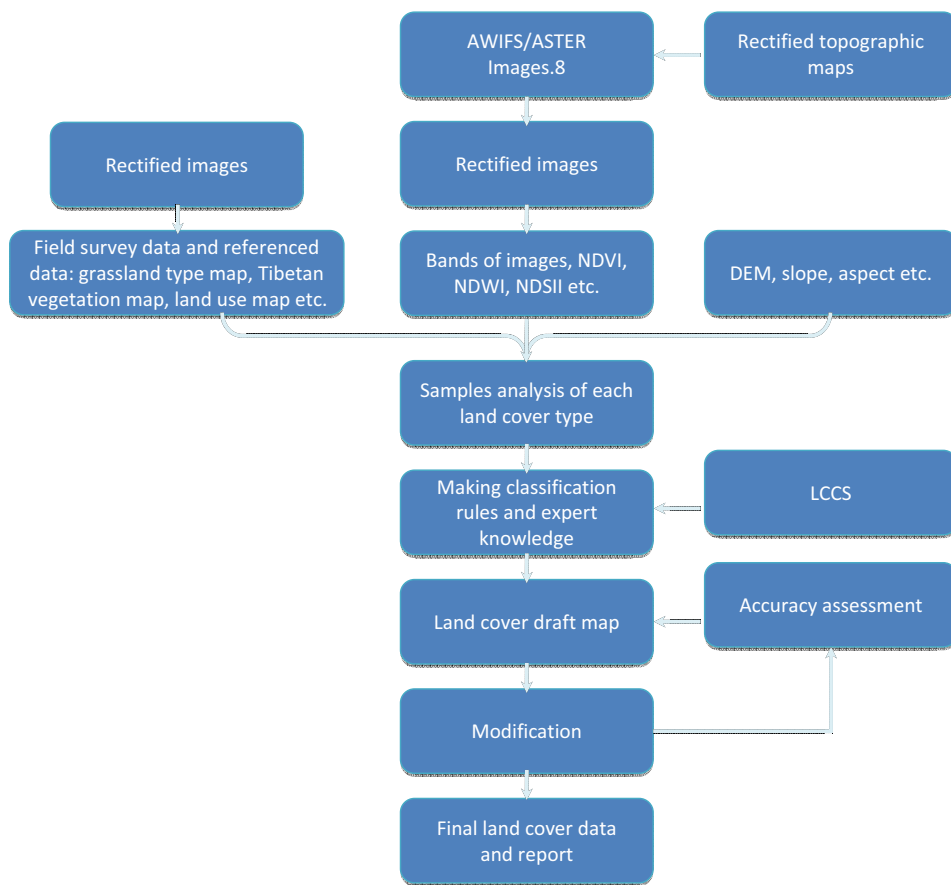 AWIFS/ASTER
Images.8
Rectified topographic
maps
Rectified images
Rectified images
Field survey data and referenced
data: grassland type map, Tibetan
vegetation map, land use map etc.
Bands of images, NDVI,
NDWI, NDSII etc.
DEM, slope, aspect etc.
Samples analysis of each
land cover type
Making classification
rules and expert
knowledge
LCCS
Land cover draft map
Accuracy assessment
Modification
Final land cover data
and report